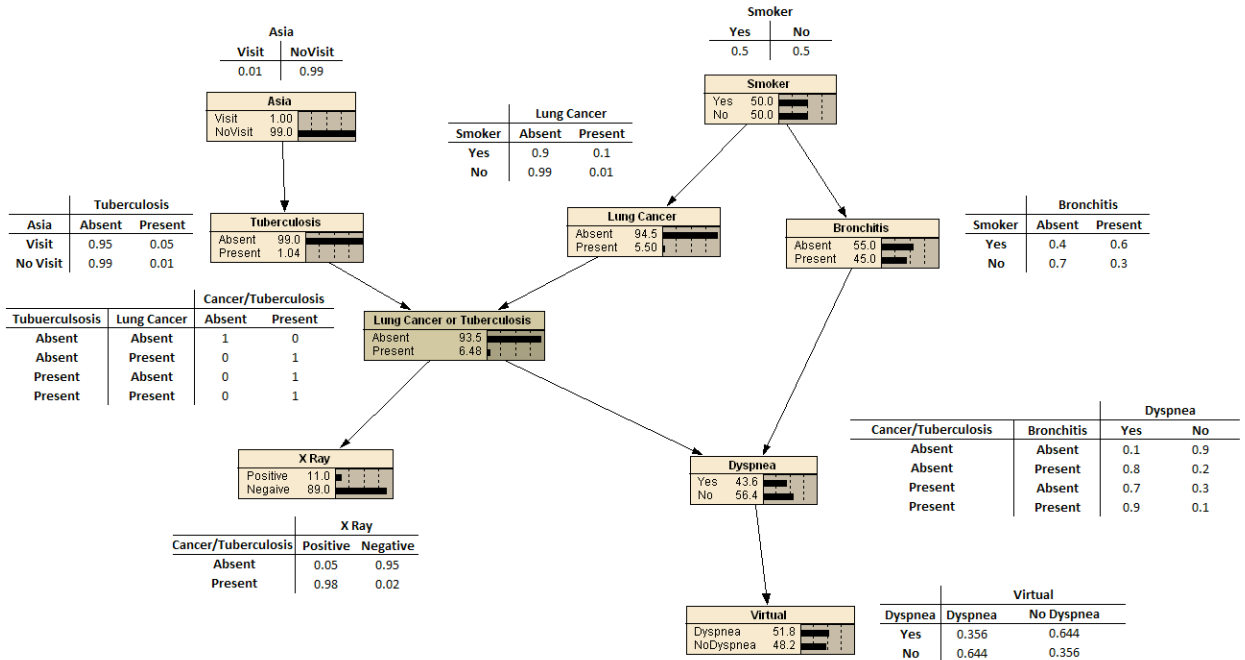 Smoker
Yes No
0.5 0.5
Asia
Visit NoVisit
0.01 0.99
Smoker
Yes 50.0
No 50.0
Asia
Visit 1.00
NoVisit 99.0
Lung Cancer
Smoker Absent Present
Yes 0.9 0.1
No 0.99 0.01
Tuberculosis
Asia Absent Present
Visit 0.95 0.05
No Visit 0.99 0.01
Tuberculosis
Absent 99.0
Present 1.04
Lung Cancer
Absent 94.5
Present 5.50
Bronchitis
Absent 55.0
Present 45.0
Bronchitis
Smoker Absent Present
Yes 0.4 0.6
No 0.7 0.3
Cancer/Tuberculosis
Tubuerculsosis Lung Cancer Absent Present
Absent Absent 1 0
Absent Present 0 1
Present Absent 0 1
Present Present 0 1
Lung Cancer or Tuberculosis
Absent 93.5
Present 6.48
Dyspnea
Cancer/Tuberculosis Bronchitis Yes No
Absent Absent 0.1 0.9
Absent Present 0.8 0.2
Present Absent 0.7 0.3
Present Present 0.9 0.1
X Ray
Positive 11.0
Negaive 89.0
Dyspnea
Yes 43.6
No 56.4
X Ray
Cancer/Tuberculosis Positive Negative
Absent 0.05 0.95
Present 0.98 0.02
Virtual
Dyspnea 51.8
NoDyspnea 48.2
Virtual
Dyspnea Dyspnea No Dyspnea
Yes 0.356 0.644
No 0.644 0.356